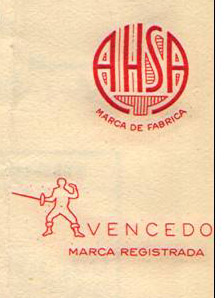 AHSA
MARCA DE FABRICA
VENCEDO
MARCA REGISTRADA